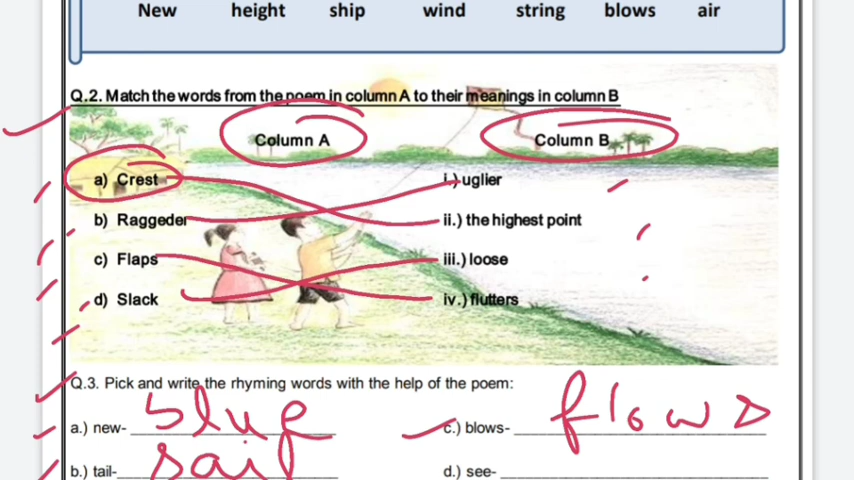 New height ship wind string blows air
Q.2. Match the words from the poem in column A to their meanings in column B
Column A Column B
a) Crest i.) uglier
b) Raggeder ii.) the highest point
c) Flaps iii.) loose
d) Slack iv.) flutters
Q.3. Pick and write the rhyming words with the help of the poem:
a.) new- blue c.) blows- flows
b.) tail- sail d.) see-